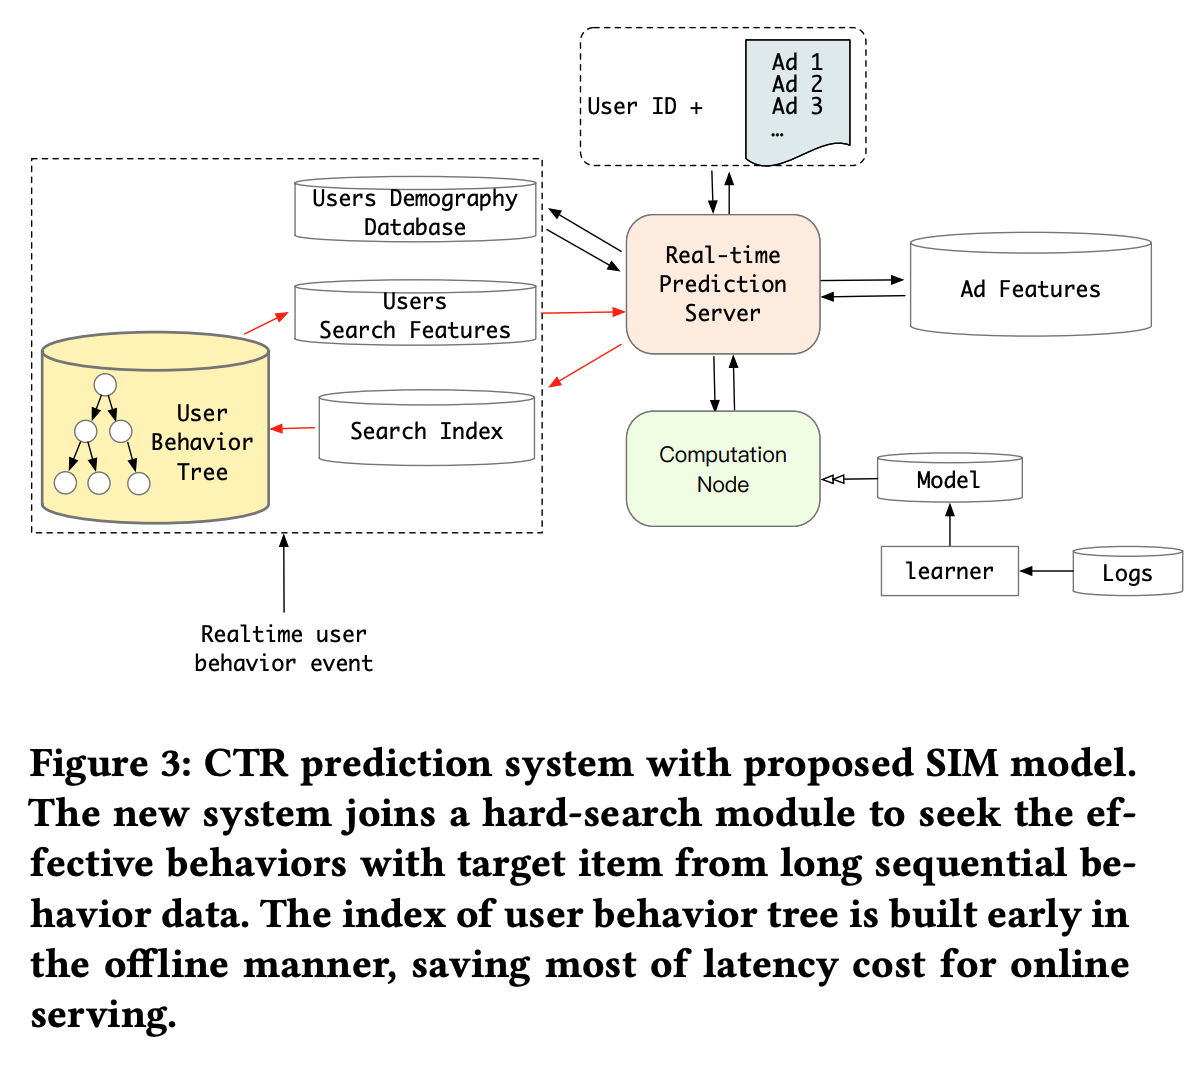 User ID +
Ad 1
Ad 2
Ad 3
…
Users Demography
Database
Real-time
Prediction
Server
Ad Features
Users
Search Features
User
Behavior
Tree
Search Index
Computation
Node
Model
learner
Logs
Realtime user
behavior event
Figure 3: CTR prediction system with proposed SIM model.
The new system joins a hard-search module to seek the ef-
fective behaviors with target item from long sequential be-
havior data. The index of user behavior tree is built early in
the offline manner, saving most of latency cost for online
serving.